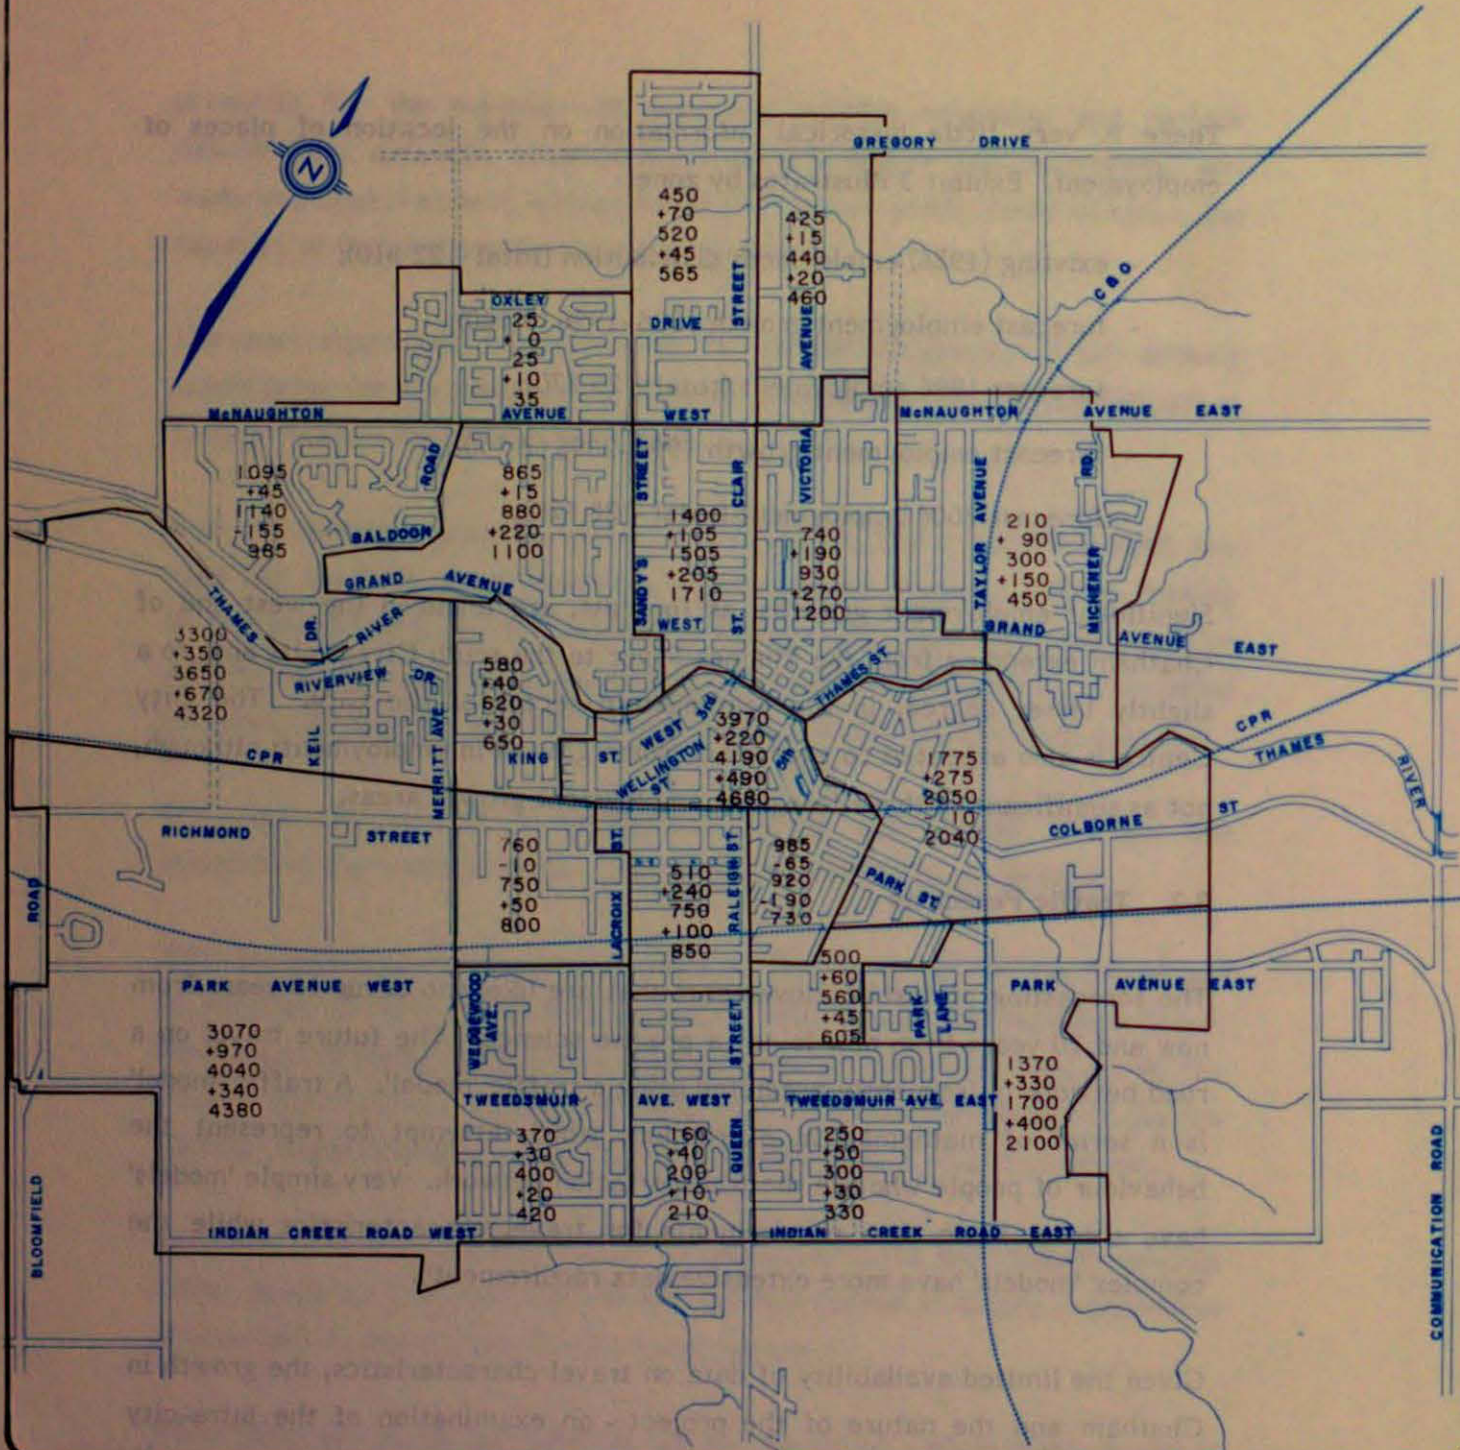 N
GREGORY DRIVE
C&O
450
+70
520
+45
565
STREET
425
+15
440
+20
460
AVENUE
OXLEY
DRIVE
25
+ 0
25
+10
35
McNAUGHTON AVENUE WEST
McNAUGHTON AVENUE EAST
1095
+45
1140
-155
985
ROAD
BALDOON
865
+15
880
+220
1100
GRAND AVENUE
STREET
SANDY'S
CLAIR
ST.
1400
+105
1505
+205
1710
WEST
VICTORIA
740
+190
930
+270
1200
TAYLOR AVENUE
RD.
MICHENER
210
+ 90
300
+150
450
GRAND AVENUE EAST
THAMES
RIVER
DR.
KEIL
3300
+350
3650
+670
4320
RIVERVIEW DR.
MERRITT AVE.
580
+40
620
+30
650
KING ST. WEST
3rd
WELLINGTON
ST.
5th
THAMES ST.
3970
+220
4190
+490
4680
1775
+275
2050
10
2040
CPR
CPR
THAMES
RIVER
RICHMOND STREET
COLBORNE ST
760
-10
750
+50
800
ST.
LACROIX
510
+240
750
+100
850
RALEIGH ST.
985
-65
920
-190
730
PARK ST.
ROAD
PARK AVENUE WEST
PARK AVENUE EAST
3070
+970
4040
+340
4380
WEDGEWOOD
AVE.
STREET
QUEEN
500
+60
560
+45
605
PARK
LANE
1370
+330
1700
+400
2100
TWEEDSMUIR AVE. WEST
TWEEDSMUIR AVE. EAST
370
+30
400
+20
420
160
+40
200
+10
210
250
+50
300
+30
330
BLOOMFIELD
INDIAN CREEK ROAD WEST
INDIAN CREEK ROAD EAST
COMMUNICATION ROAD